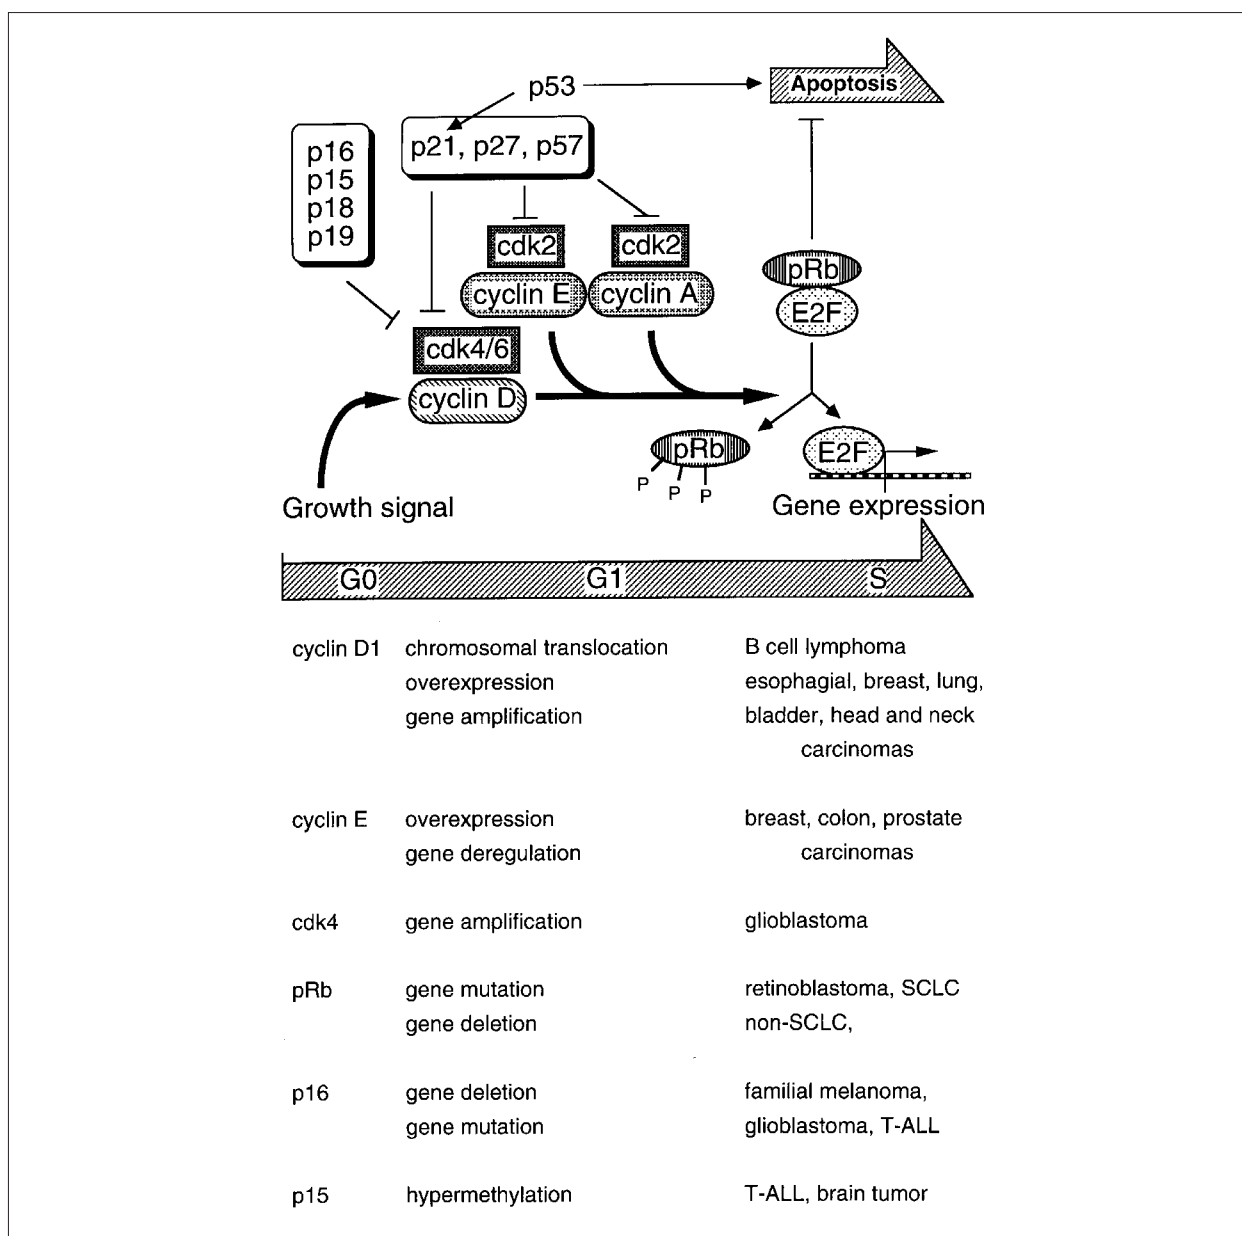 p53
Apoptosis
p21, p27, p57
p16
p15
p18
p19
cdk2
cdk2
cyclin E
cyclin A
pRb
E2F
cdk4/6
cyclin D
pRb
P
P
P
E2F
Growth signal
Gene expression
G0 G1 S
cyclin D1 chromosomal translocation B cell lymphoma
overexpression esophagial, breast, lung,
gene amplification bladder, head and neck
carcinomas
cyclin E overexpression breast, colon, prostate
gene deregulation carcinomas
cdk4 gene amplification glioblastoma
pRb gene mutation retinoblastoma, SCLC
gene deletion non-SCLC,
p16 gene deletion familial melanoma,
gene mutation glioblastoma, T-ALL
p15 hypermethylation T-ALL, brain tumor